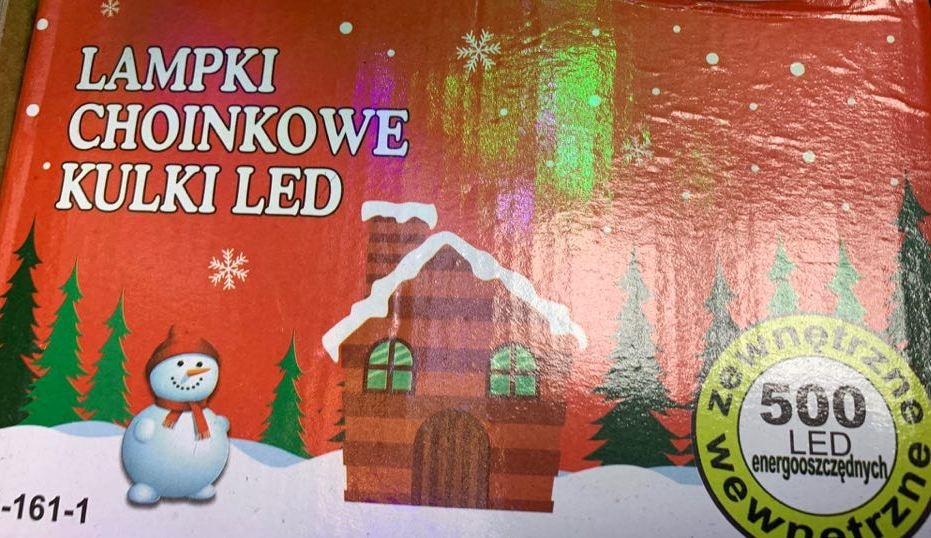 LAMPKI
CHOINKOWE
KULKI LED
zewnętrzne
500
LED
energooszczędnych
wewnętrzne
-161-1